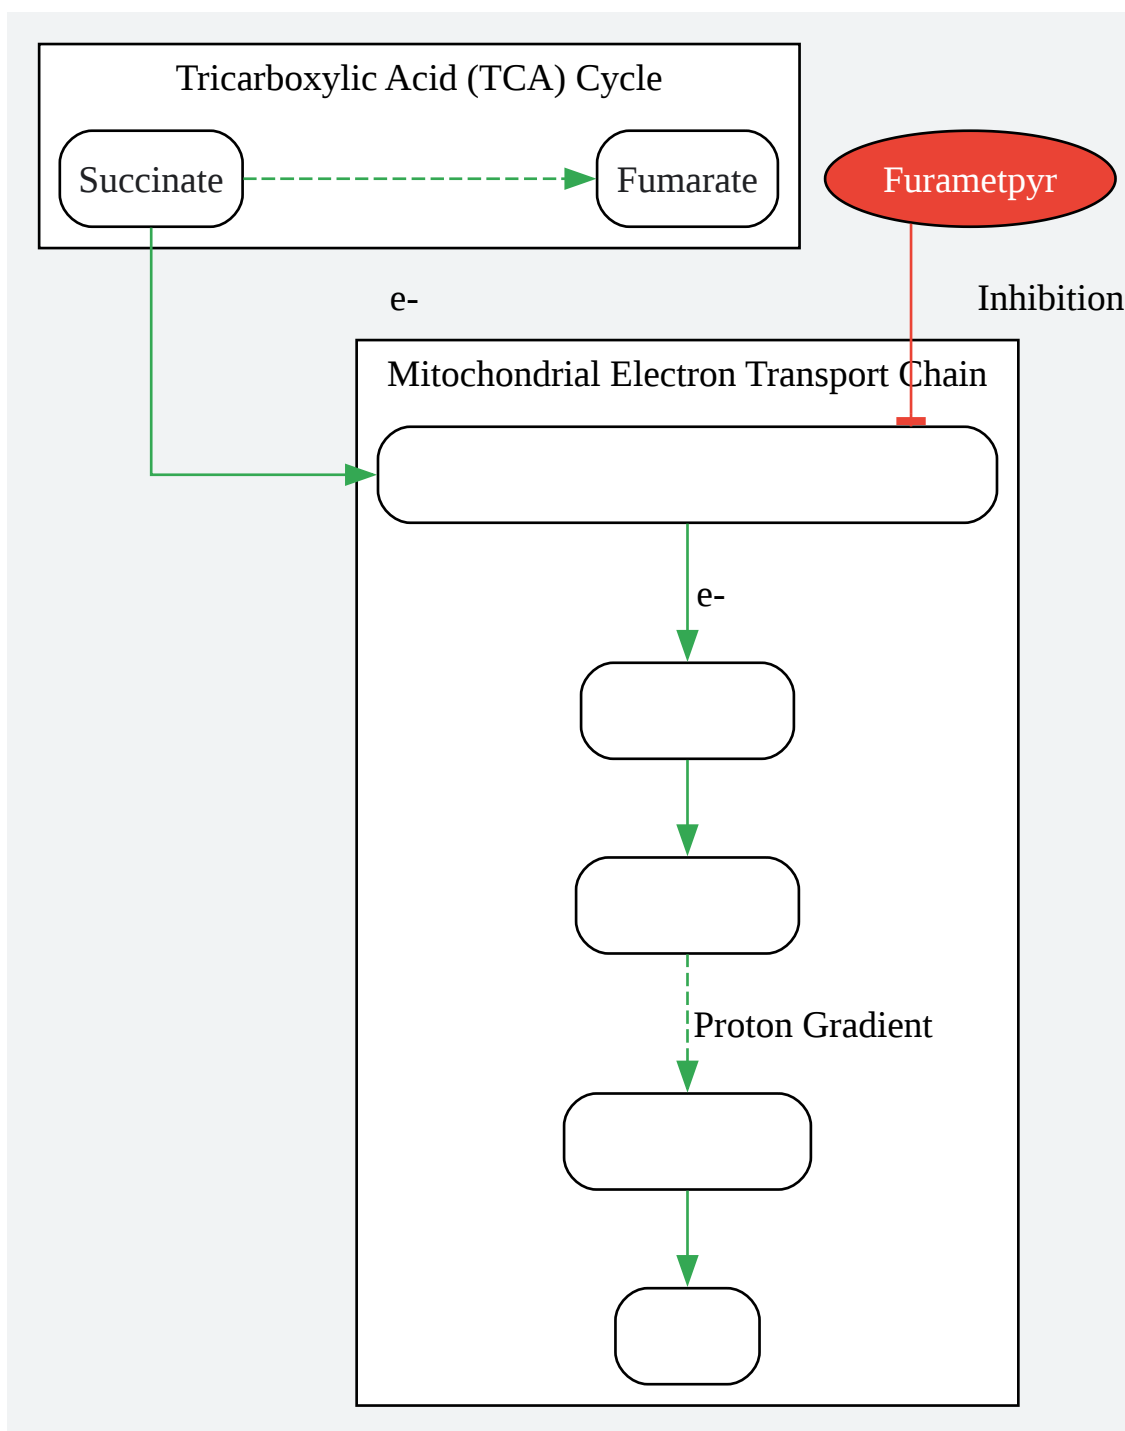 Tricarboxylic Acid (TCA) Cycle
Succinate
Fumarate
Furametpyr
e-
Inhibition
Mitochondrial Electron Transport Chain
e-
Proton Gradient